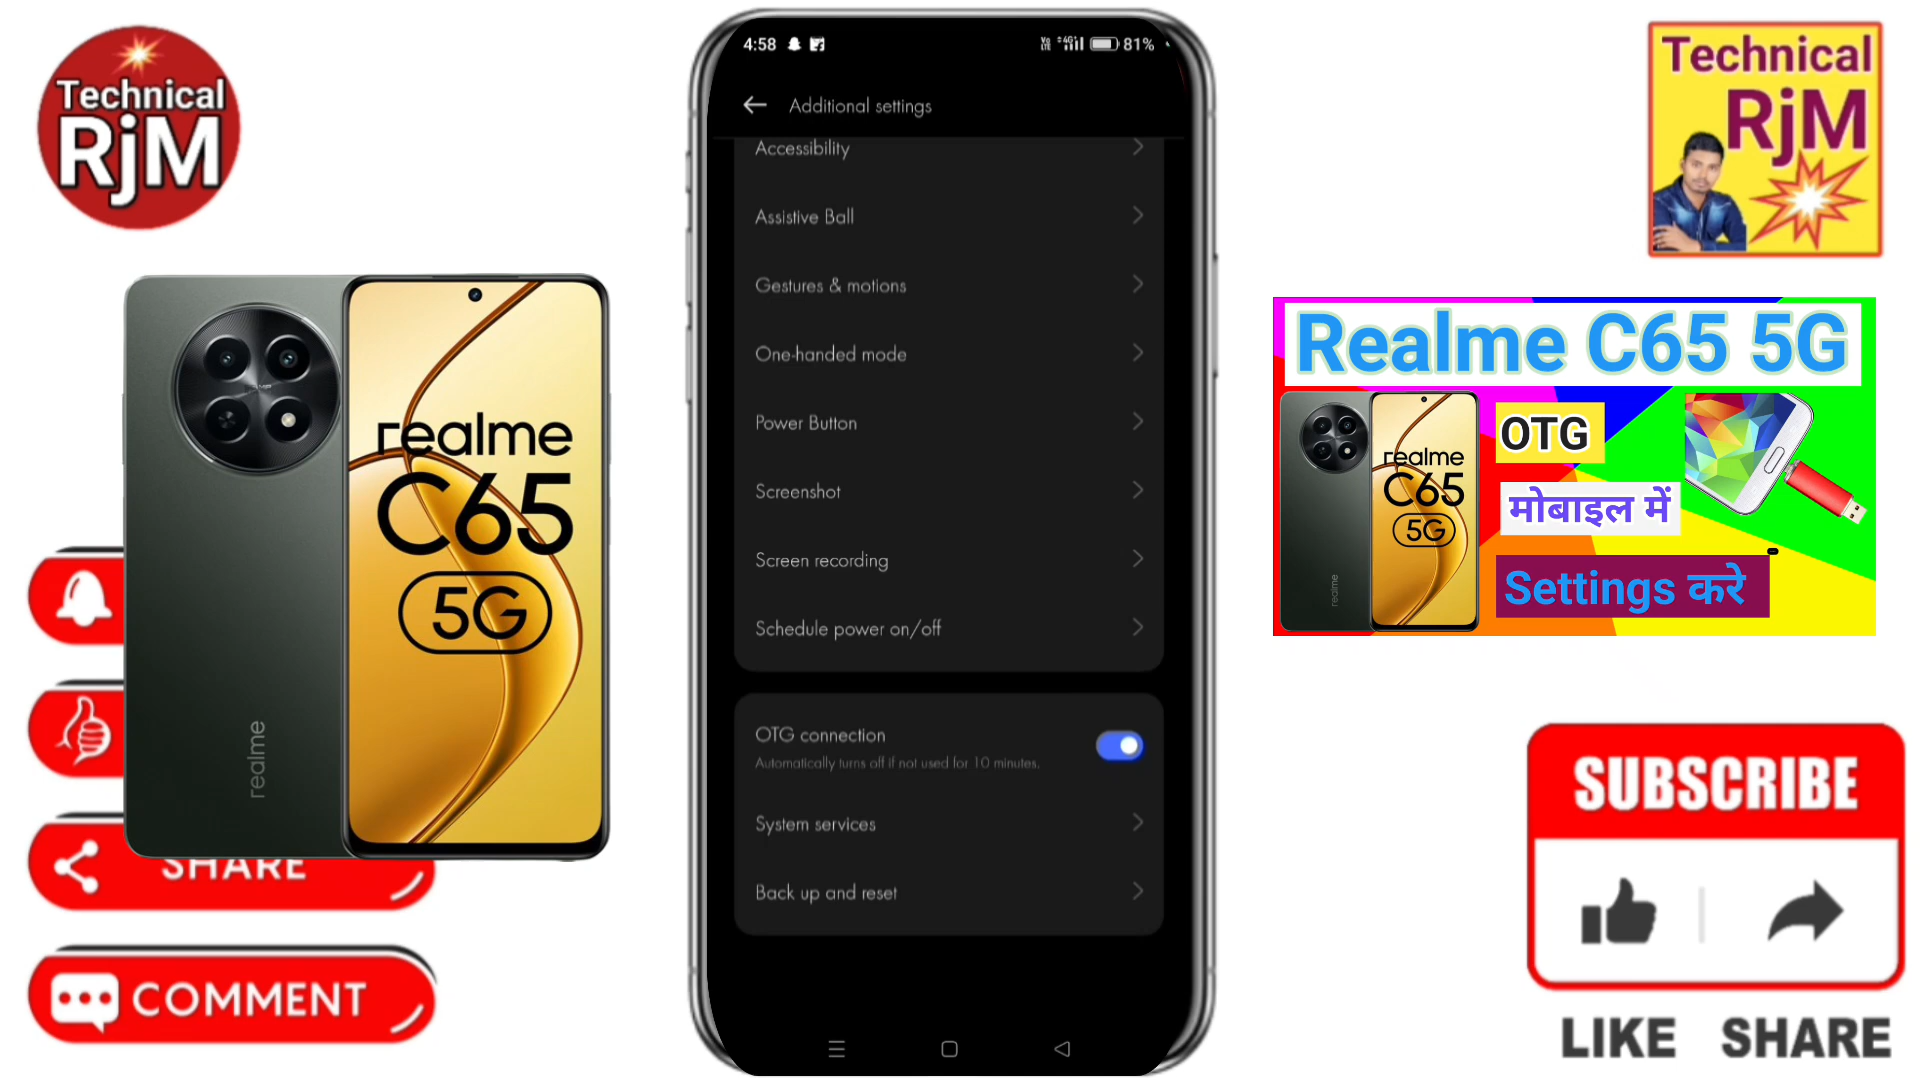 Technical
RjM
realme
C65
5G
realme
SHARE
COMMENT
4:58
4G+
81%
Additional settings
Accessibility
Assistive Ball
Gestures & motions
One-handed mode
Power Button
Screenshot
Screen recording
Schedule power on/off
OTG connection
Automatically turns off if not used for 10 minutes.
System services
Back up and reset
Technical
RjM
Realme C65 5G
realme
C65
5G
realme
OTG
मोबाइल में
Settings करे
SUBSCRIBE
LIKE SHARE